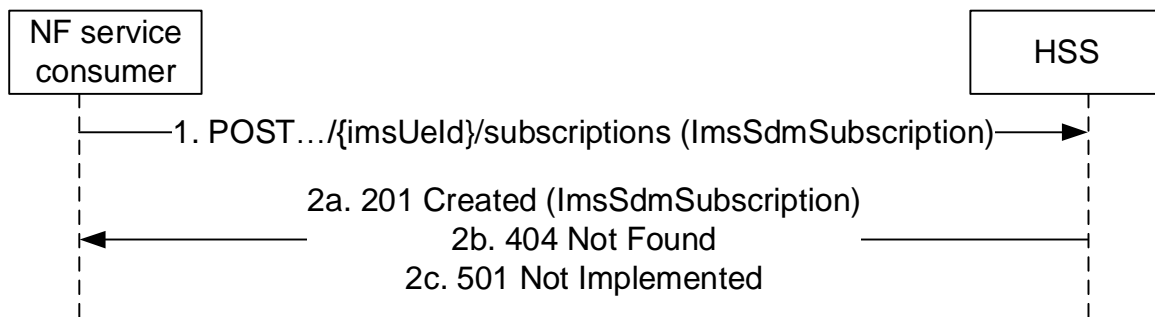 NF service
consumer
HSS
1. POST…/{imsUeId}/subscriptions (ImsSdmSubscription)
2a. 201 Created (ImsSdmSubscription)
2b. 404 Not Found
2c. 501 Not Implemented